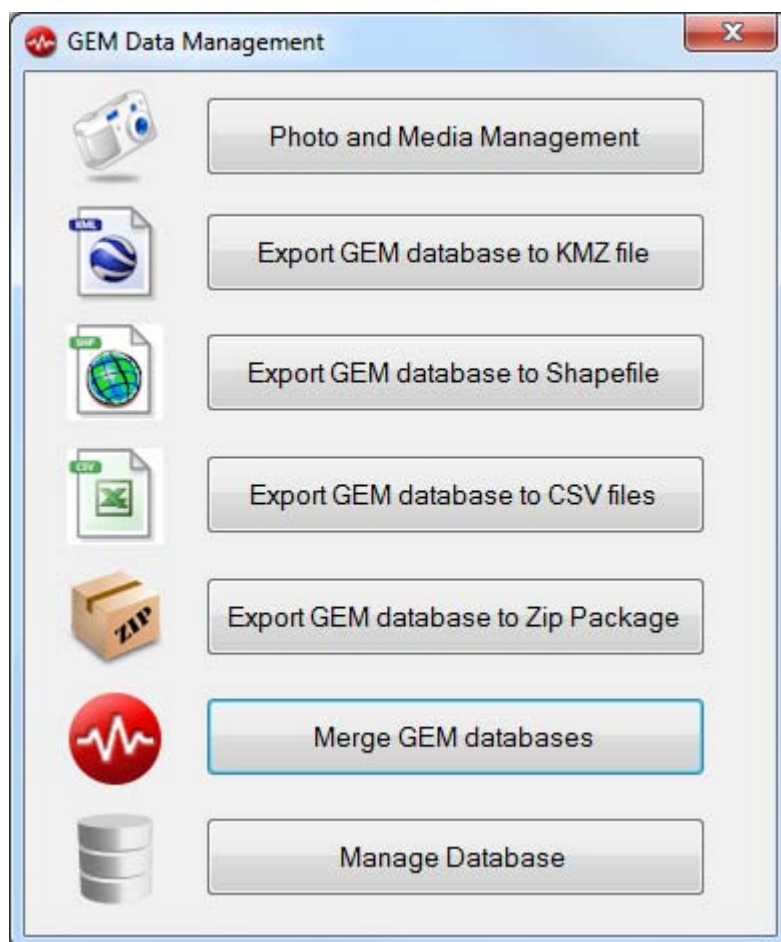 GEM Data Management
Photo and Media Management
KML
Export GEM database to KMZ file
SHP
Export GEM database to Shapefile
CSV
Export GEM database to CSV files
ZIP
Export GEM database to Zip Package
Merge GEM databases
Manage Database